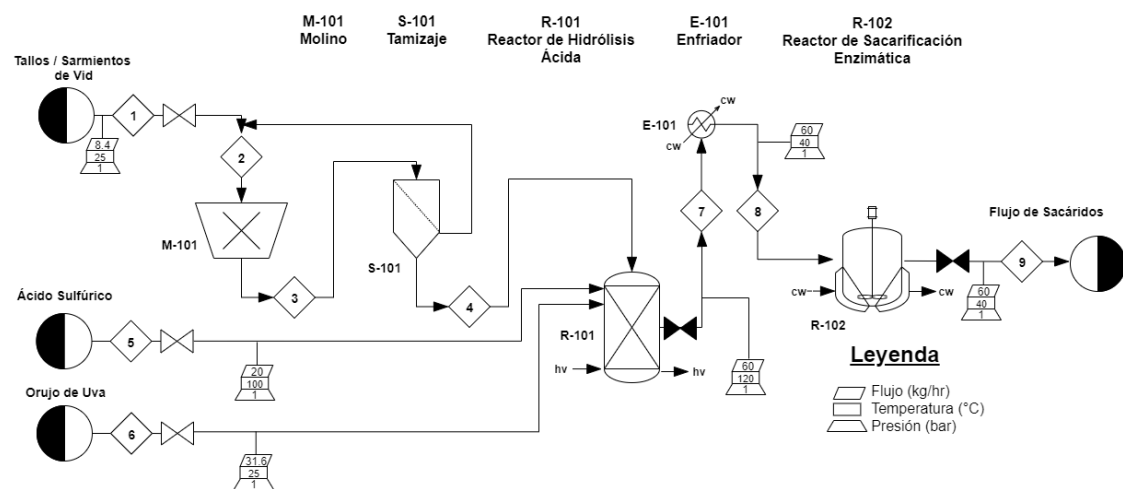 M-101
Molino
S-101
Tamizaje
R-101
Reactor de Hidrólisis
Ácida
E-101
Enfriador
R-102
Reactor de Sacarificación
Enzimática
Tallos / Sarmientos
de Vid
1
8.4
25
1
2
M-101
3
S-101
4
cw
E-101
cw
60
40
1
7
8
Flujo de Sacáridos
9
cw
cw
60
40
1
R-102
Ácido Sulfúrico
5
20
100
1
R-101
hv
hv
60
120
1
Orujo de Uva
6
31.6
25
1
Leyenda
Flujo (kg/hr)
Temperatura (°C)
Presión (bar)